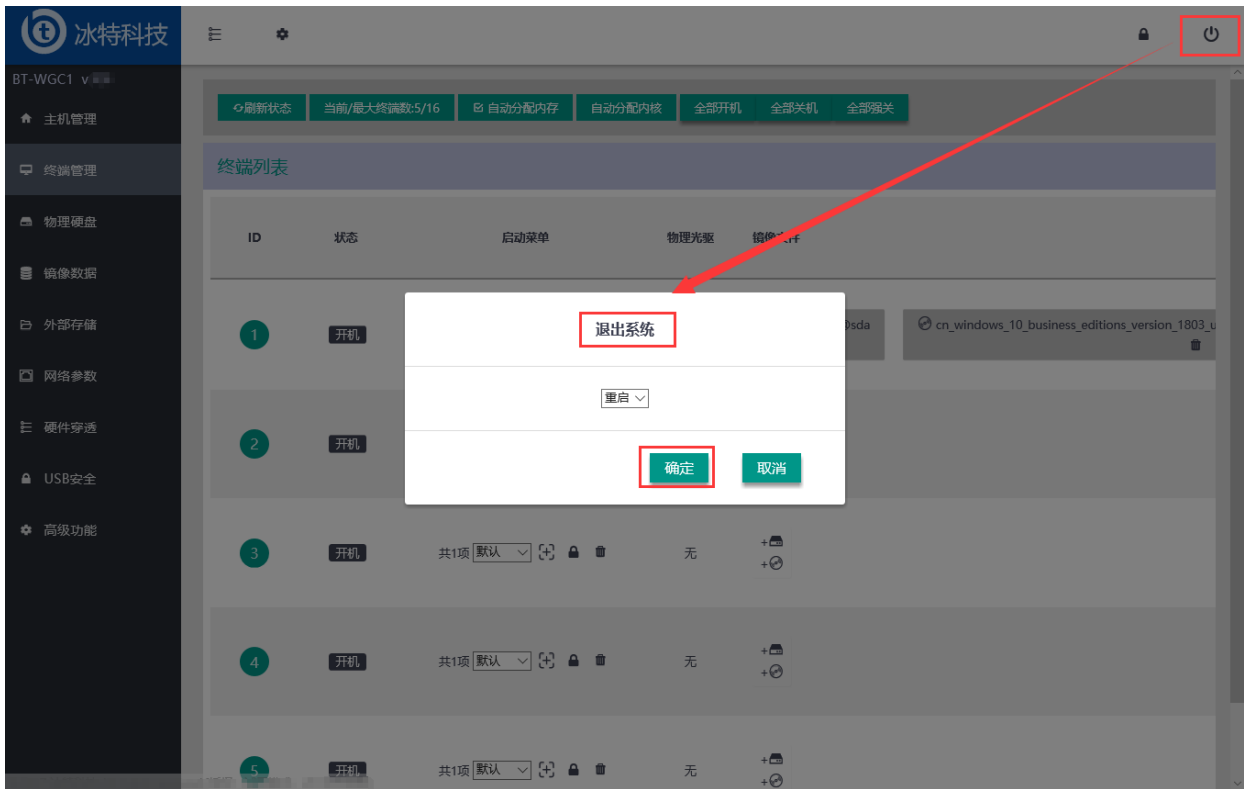 冰特科技
BT-WGC1 v
主机管理
终端管理
物理硬盘
镜像数据
外部存储
网络参数
硬件穿透
USB安全
高级功能
刷新状态 当前/最大终端数:5/16 自动分配内存 自动分配内核 全部开机 全部关机 全部强关
终端列表
ID 状态 启动菜单 物理光驱 镜像文件
1 开机 sda cn_windows_10_business_editions_version_1803_u
退出系统
重启
确定 取消
2 开机
3 开机 共1项 默认 无
4 开机 共1项 默认 无
5 开机 共1项 默认 无